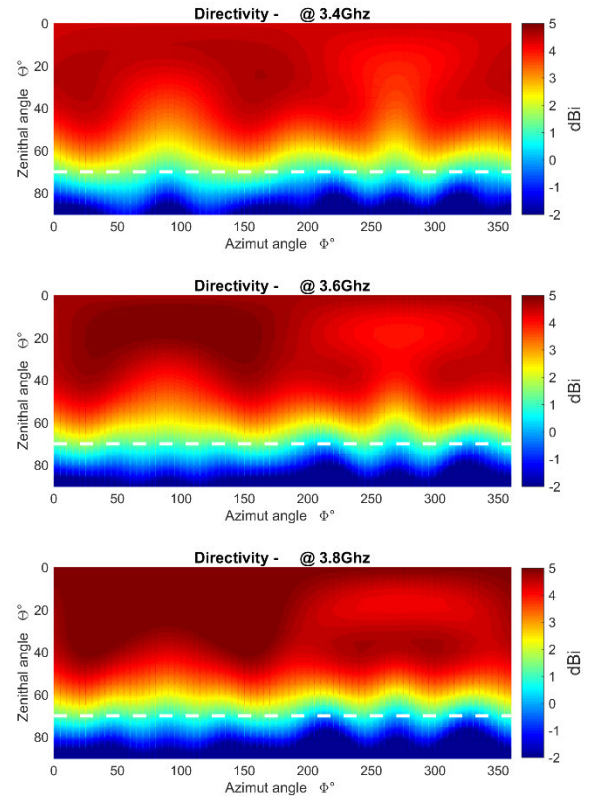 Directivity -     @ 3.4Ghz
0
20
40
60
80
Zenithal angle   Θ°
0 50 100 150 200 250 300 350
Azimut angle   Φ°
5
4
3
2
1
0
-1
-2
dBi
Directivity -     @ 3.6Ghz
0
20
40
60
80
Zenithal angle   Θ°
0 50 100 150 200 250 300 350
Azimut angle   Φ°
5
4
3
2
1
0
-1
-2
dBi
Directivity -     @ 3.8Ghz
0
20
40
60
80
Zenithal angle   Θ°
0 50 100 150 200 250 300 350
Azimut angle   Φ°
5
4
3
2
1
0
-1
-2
dBi